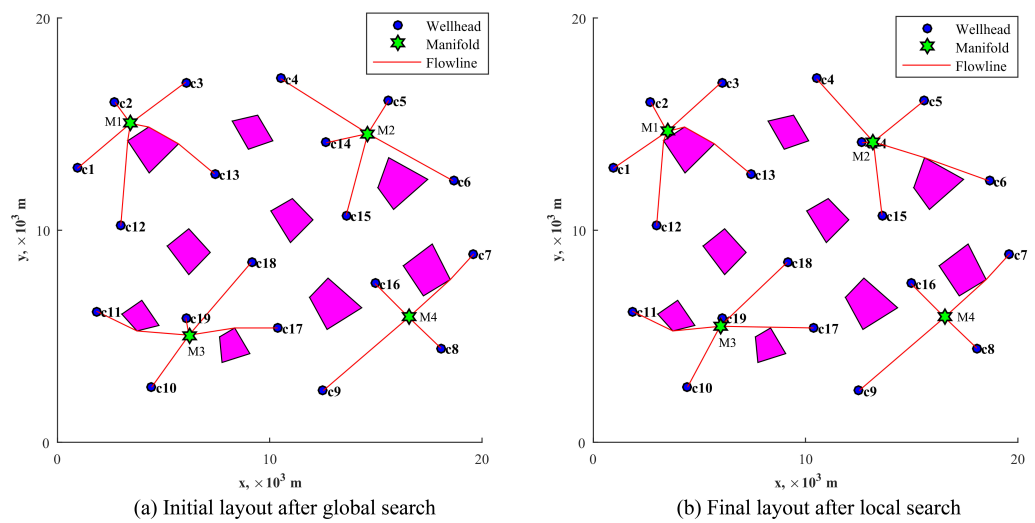 20
Wellhead
Manifold
Flowline
c4
c3
c2
c5
M1
M2
c14
c1
c13
c6
c15
c12
10
y, ×10³ m
c18
c7
c16
c11
c19
c17
M4
M3
c8
c10
c9
0
0
10
20
x, ×10³ m
(a) Initial layout after global search
20
Wellhead
Manifold
Flowline
c4
c3
c2
c5
M1
M2
4
c1
c13
c6
c15
c12
10
y, ×10³ m
c18
c7
c16
c11
c19
c17
M4
M3
c8
c10
c9
0
0
10
20
x, ×10³ m
(b) Final layout after local search